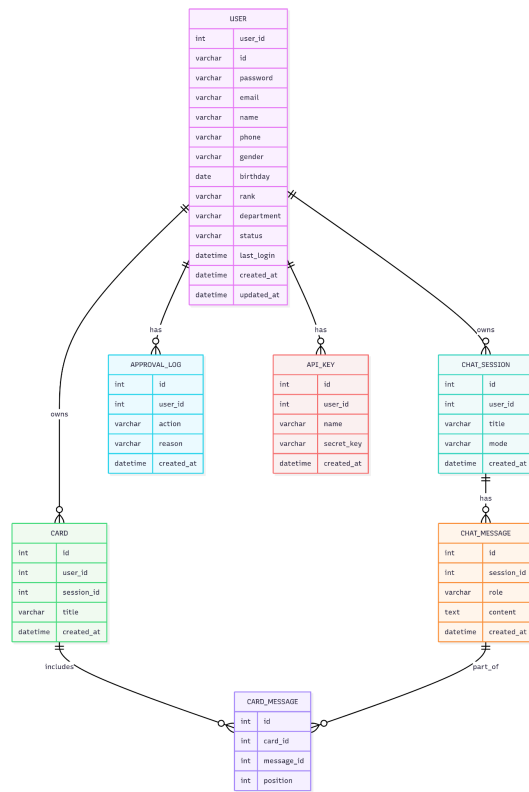 USER
int user_id
varchar id
varchar password
varchar email
varchar name
varchar phone
varchar gender
date birthday
varchar rank
varchar department
varchar status
datetime last_login
datetime created_at
datetime updated_at
has
has
owns
APPROVAL_LOG
int id
int user_id
varchar action
varchar reason
datetime created_at
API_KEY
int id
int user_id
varchar name
varchar secret_key
datetime created_at
CHAT_SESSION
int id
int user_id
varchar title
varchar mode
datetime created_at
owns
has
CARD
int id
int user_id
int session_id
varchar title
datetime created_at
CHAT_MESSAGE
int id
int session_id
varchar role
text content
datetime created_at
includes
part_of
CARD_MESSAGE
int id
int card_id
int message_id
int position